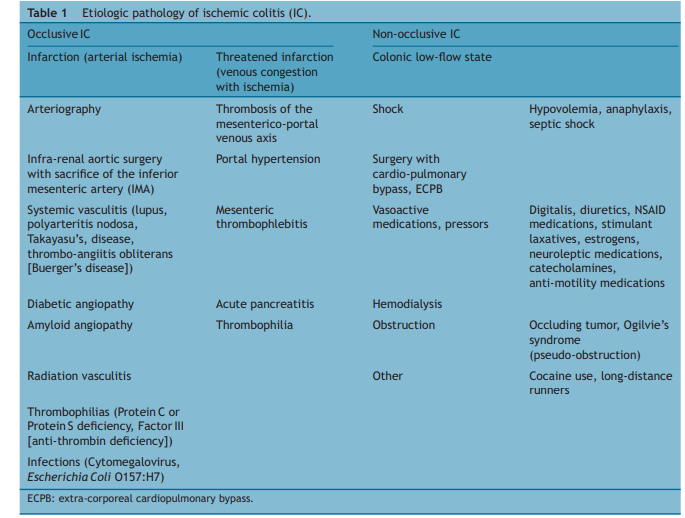 Table 1 Etiologic pathology of ischemic colitis (IC).
Occlusive IC
Non-occlusive IC
Infarction (arterial ischemia)
Threatened infarction
(venous congestion
with ischemia)
Colonic low-flow state
Arteriography
Thrombosis of the
mesenterico-portal
venous axis
Shock
Hypovolemia, anaphylaxis,
septic shock
Infra-renal aortic surgery
with sacrifice of the inferior
mesenteric artery (IMA)
Portal hypertension
Surgery with
cardio-pulmonary
bypass, ECPB
Systemic vasculitis (lupus,
polyarteritis nodosa,
Takayasu's, disease,
thrombo-angiitis obliterans
[Buerger's disease])
Mesenteric
thrombophlebitis
Vasoactive
medications, pressors
Digitalis, diuretics, NSAID
medications, stimulant
laxatives, estrogens,
neuroleptic medications,
catecholamines,
anti-motility medications
Diabetic angiopathy
Acute pancreatitis
Hemodialysis
Amyloid angiopathy
Thrombophilia
Obstruction
Occluding tumor, Ogilvie's
syndrome
(pseudo-obstruction)
Radiation vasculitis
Other
Cocaine use, long-distance
runners
Thrombophilias (Protein C or
Protein S deficiency, Factor III
[anti-thrombin deficiency])
Infections (Cytomegalovirus,
Escherichia Coli O157:H7)
ECPB: extra-corporeal cardiopulmonary bypass.